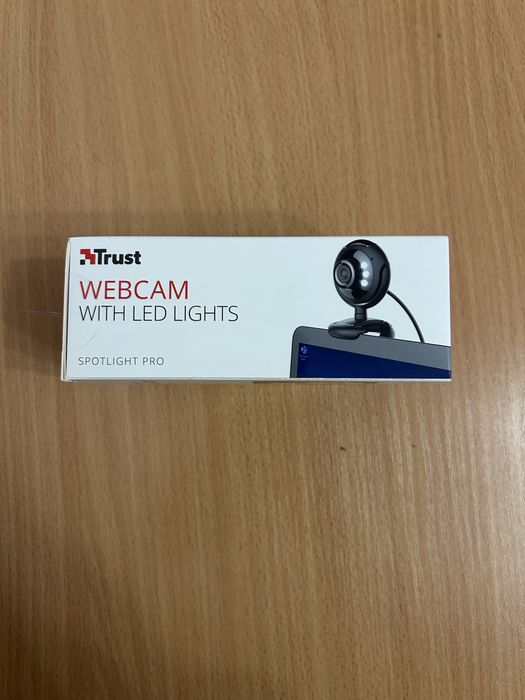 Trust
WEBCAM
WITH LED LIGHTS
SPOTLIGHT PRO